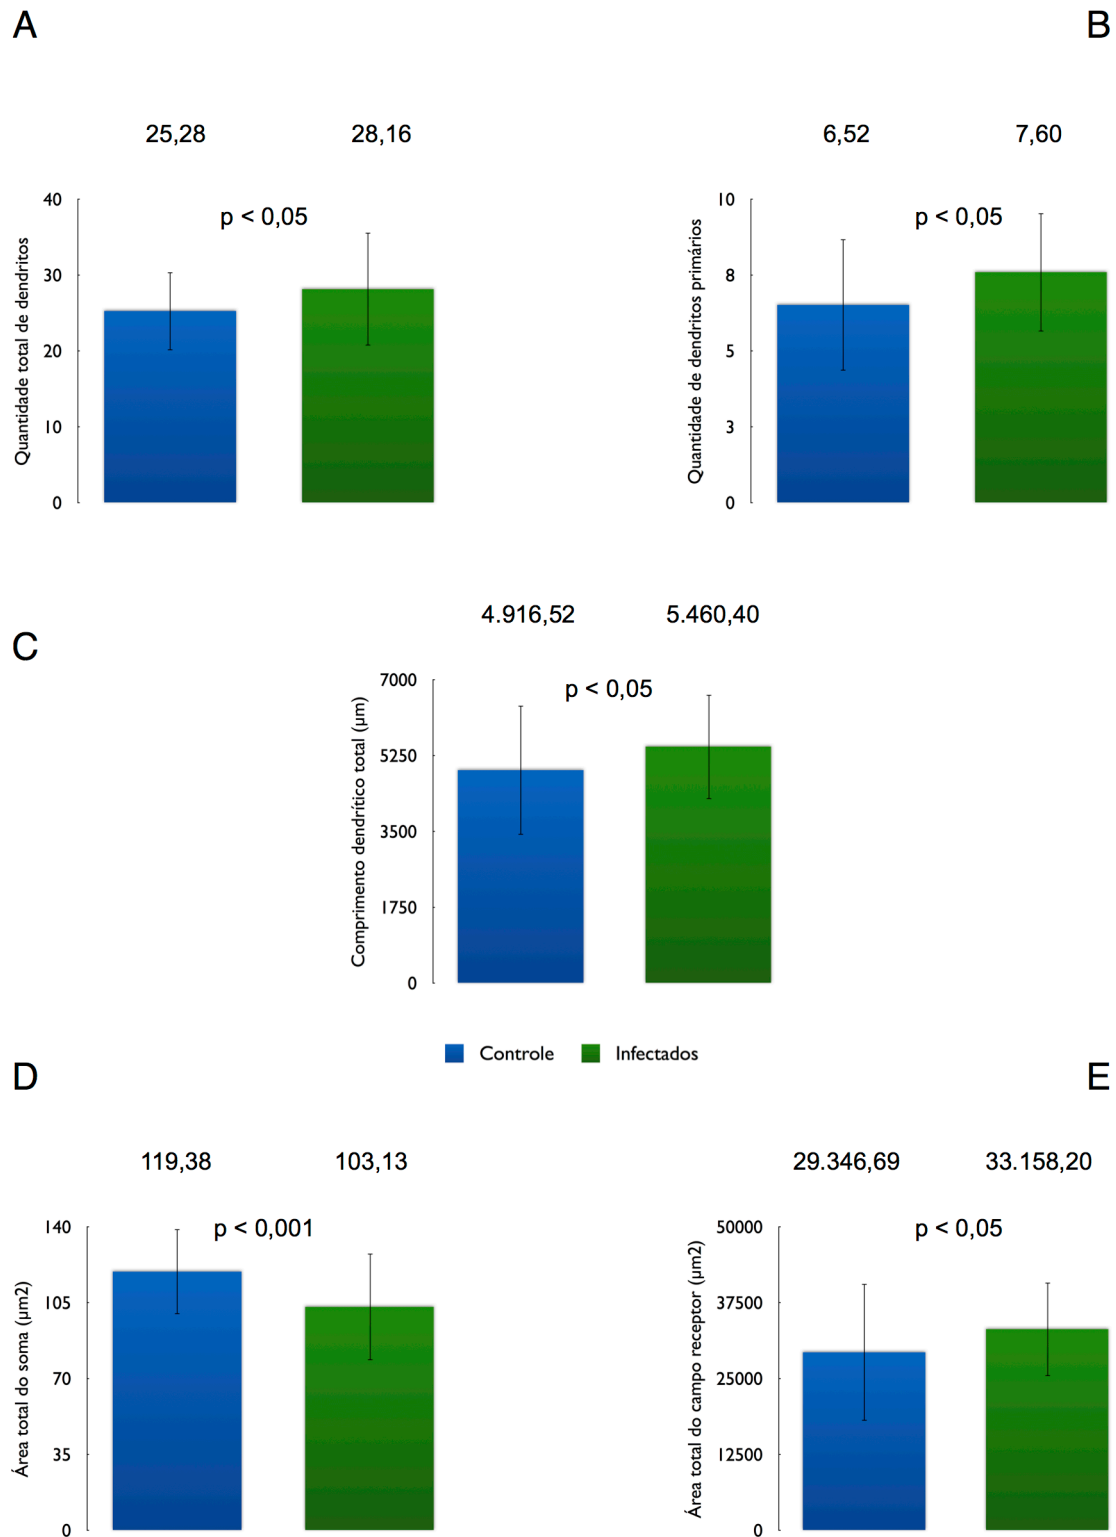 A
B
25,28
28,16
6,52
7,60
Quantidade total de dendritos
40
30
20
10
0
p < 0,05
Quantidade de dendritos primários
10
8
5
3
0
p < 0,05
C
4.916,52
5.460,40
Comprimento dendrítico total (µm)
7000
5250
3500
1750
0
p < 0,05
Controle
Infectados
D
E
119,38
103,13
29.346,69
33.158,20
Área total do soma (µm2)
140
105
70
35
0
p < 0,001
Área total do campo receptor (µm2)
50000
37500
25000
12500
0
p < 0,05